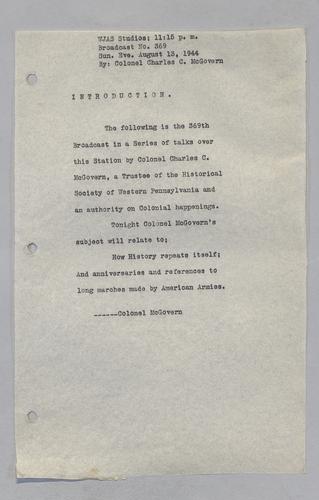 WJAS Studios; 11:15 p. m.
Broadcast No. 369
Sun. Eve. August 13, 1944
By: Colonel Charles C. McGovern
I N T R O D U C T I O N .
The following is the 369th
Broadcast in a Series of talks over
this Station by Colonel Charles C.
McGovern, a Trustee of the Historical
Society of Western Pennsylvania and
an authority on Colonial happenings.
Tonight Colonel McGovern's
subject will relate to;
How History repeats itself;
And anniversaries and references to
long marches made by American Armies.
------Colonel McGovern